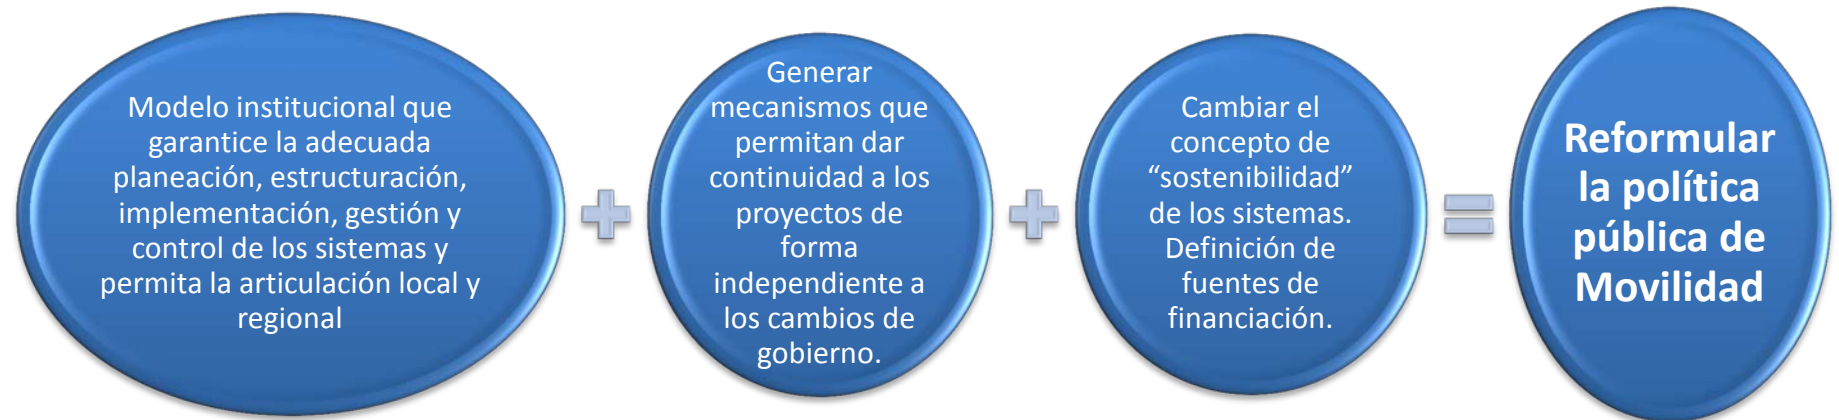 Modelo institucional que
garantice la adecuada
planeación, estructuración,
implementación, gestión y
control de los sistemas y
permita la articulación local y
regional
Generar
mecanismos que
permitan dar
continuidad a los
proyectos de
forma
independiente a
los cambios de
gobierno.
Cambiar el
concepto de
“sostenibilidad”
de los sistemas.
Definición de
fuentes de
financiación.
Reformular
la política
pública de
Movilidad